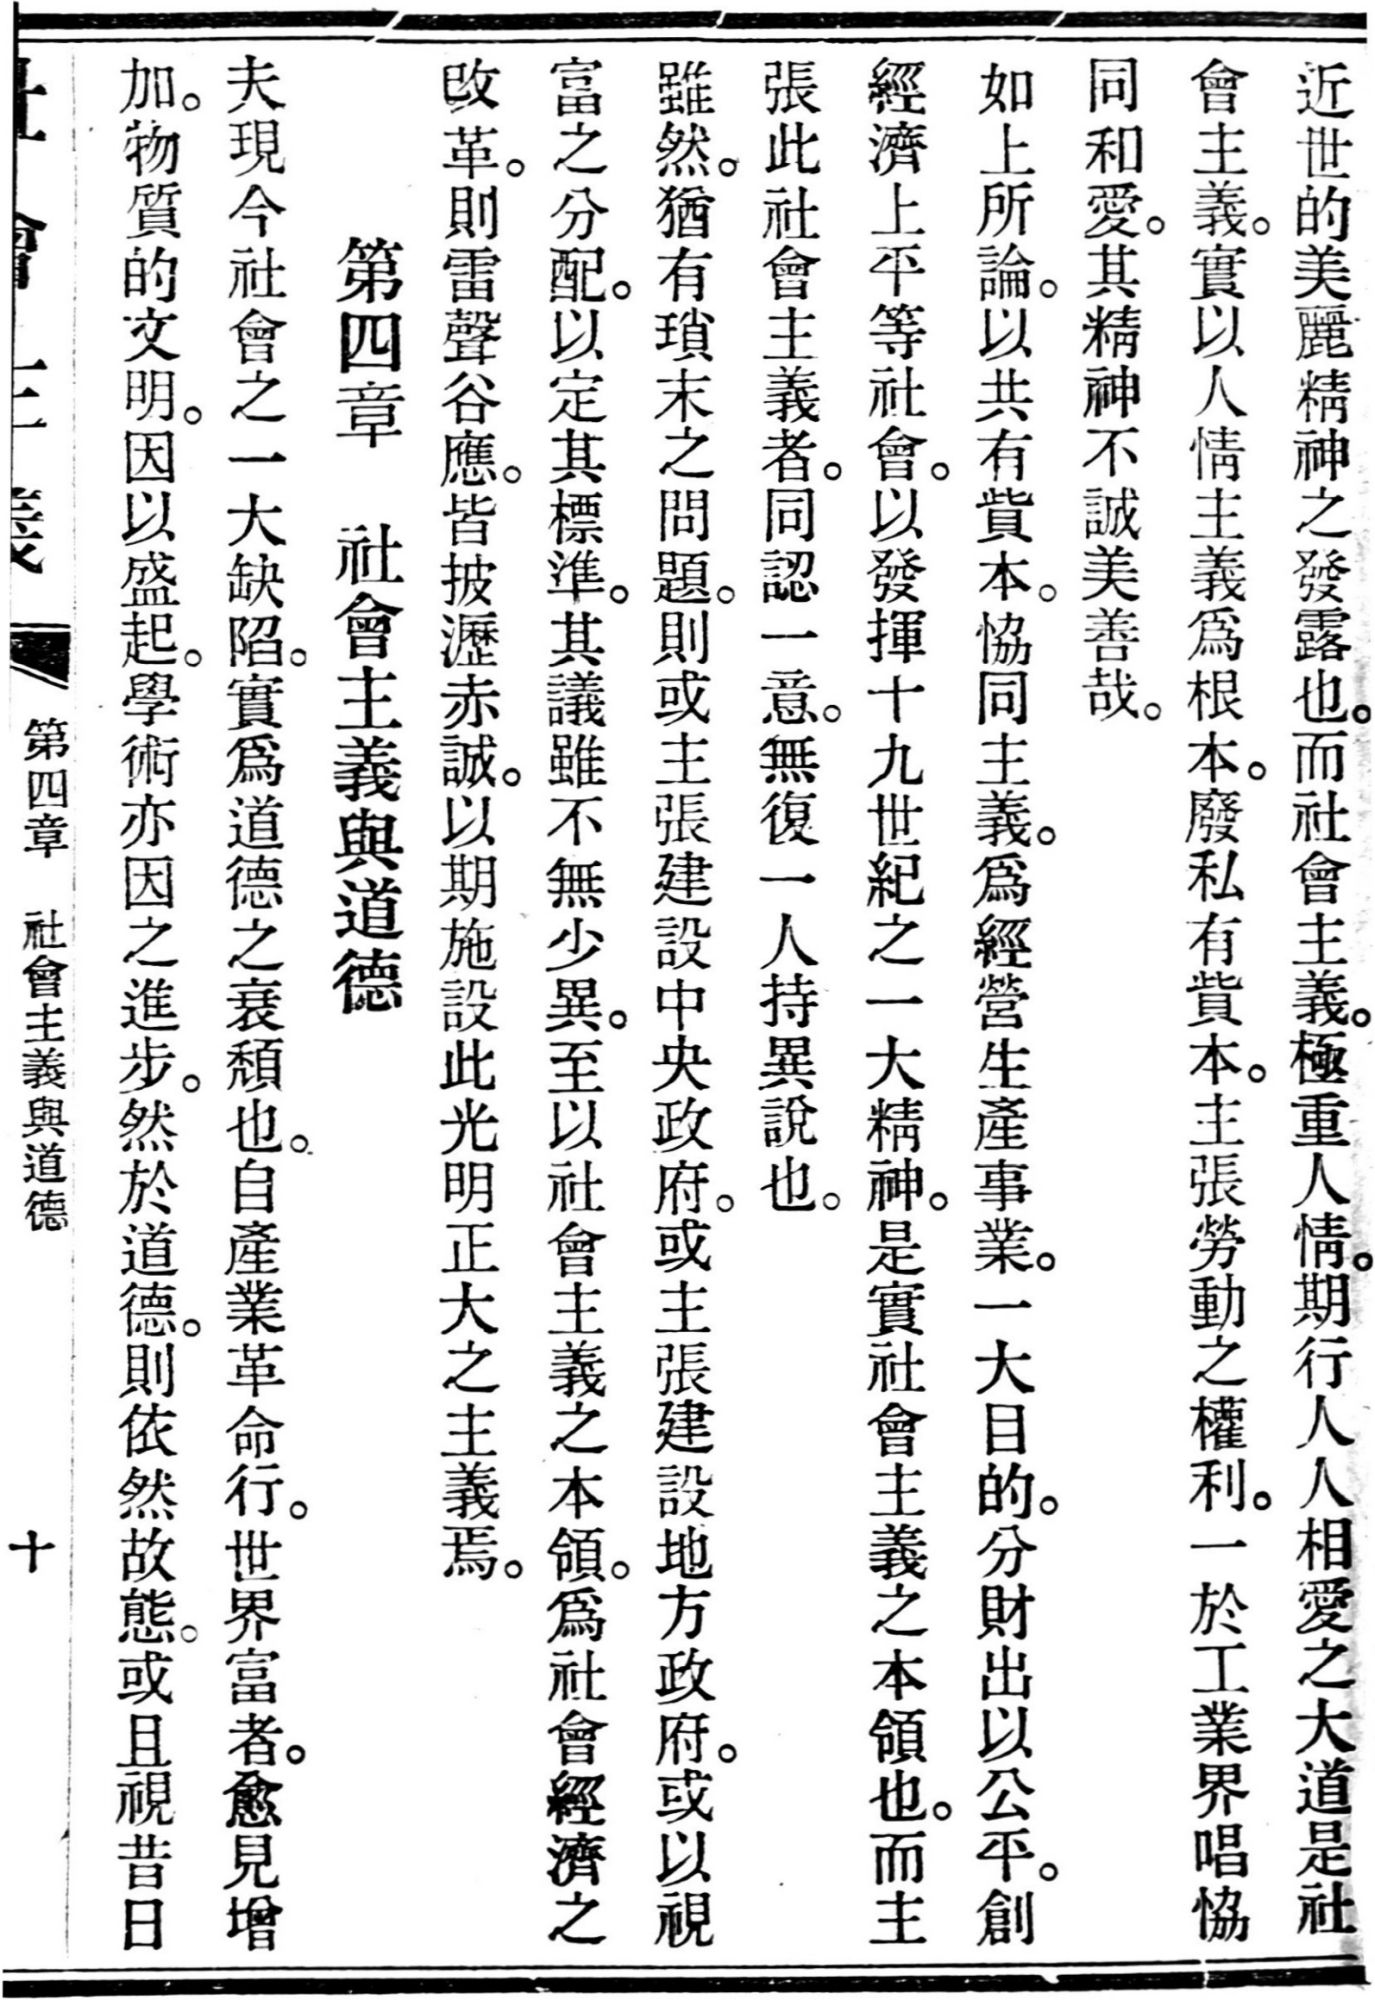 近世的美麗精神之發露也。而社會主義。極重人情。期行人人相愛之大道是社
會主義。實以人情主義爲根本。廢私有貲本。主張勞動之權利。一於工業界唱恊
同和愛。其精神不誠美善哉。
如上所論。以共有貲本。恊同主義。爲經營生產事業。一大目的。分財出以公平。創
經濟上平等社會。以發揮十九世紀之一大精神。是實社會主義之本領也。而主
張此社會主義者。同認一意。無復一人持異說也。
雖然。猶有瑣末之問題。則或主張建設中央政府。或主張建設地方政府。或以視
富之分配。以定其標準。其議雖不無少異。至以社會主義之本領。爲社會經濟之
改革。則雷聲谷應。皆披瀝赤誠。以期施設此光明正大之主義焉。
第四章　社會主義與道德
夫現今社會之一大缺陷。實爲道德之衰頹也。自產業革命行。世界富者。愈見增
加。物質的文明。因以盛起。學術亦因之進步。然於道德。則依然故態。或且視昔日
社會主義
第四章　社會主義與道德
十